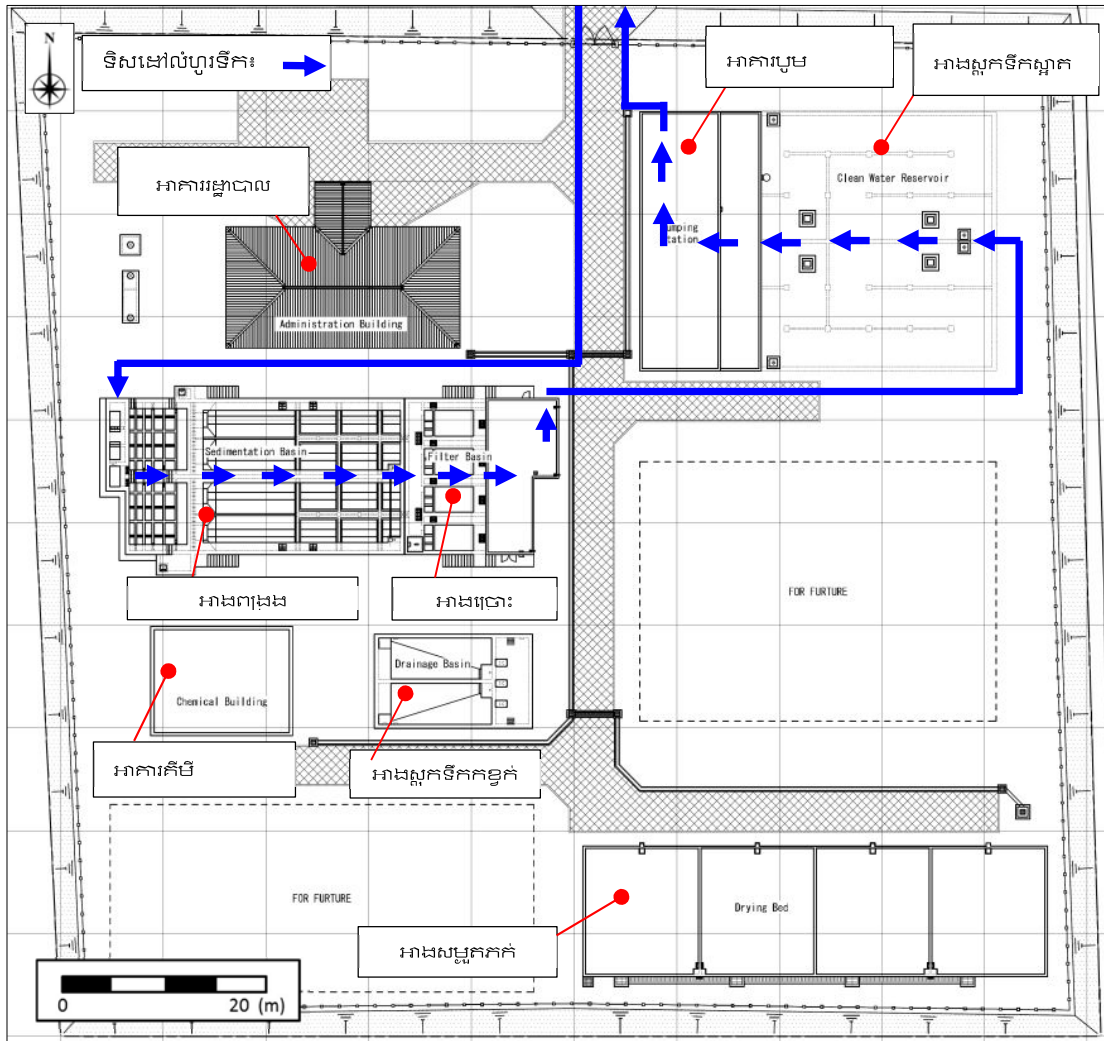 N
ទិសដៅលំហូរទឹក៖
អាគារបូម
អាងស្តុកទឹកស្អាត
អាគាររដ្ឋបាល
Clean Water Reservoir
Administration Building
Sedimentation Basin
Filter Basin
អាងពង្រង
អាងច្រោះ
FOR FURTURE
Drainage Basin
Chemical Building
អាគារគីមី
អាងស្តុកទឹកកខ្វក់
FOR FURTURE
Drying Bed
អាងសម្ងួតភក់
0 20 (m)